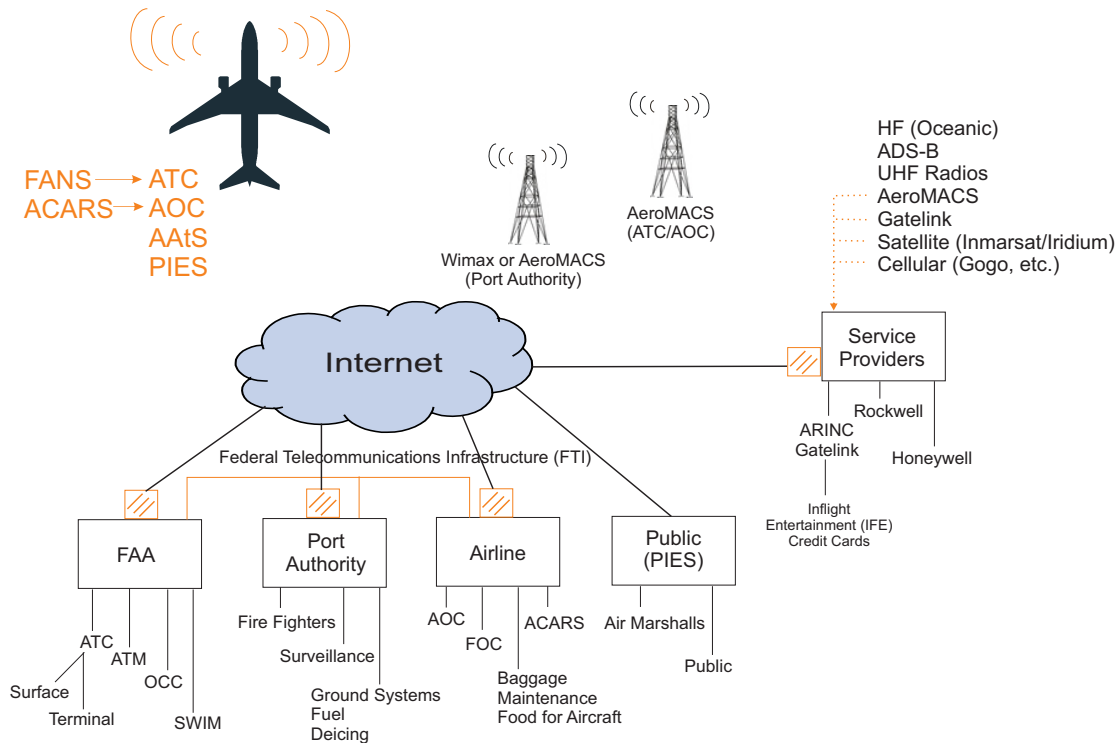 FANS
ATC
ACARS
AOC
AAtS
PIES
Wimax or AeroMACS
(Port Authority)
AeroMACS
(ATC/AOC)
HF (Oceanic)
ADS-B
UHF Radios
AeroMACS
Gatelink
Satellite (Inmarsat/Iridium)
Cellular (Gogo, etc.)
Internet
Service
Providers
Rockwell
ARINC
Gatelink
Honeywell
Inflight
Entertainment (IFE)
Credit Cards
Federal Telecommunications Infrastructure (FTI)
FAA
Port
Authority
Airline
Public
(PIES)
ATC
ATM
OCC
SWIM
Surface
Terminal
Fire Fighters
Surveillance
Ground Systems
Fuel
Deicing
AOC
FOC
ACARS
Baggage
Maintenance
Food for Aircraft
Air Marshalls
Public